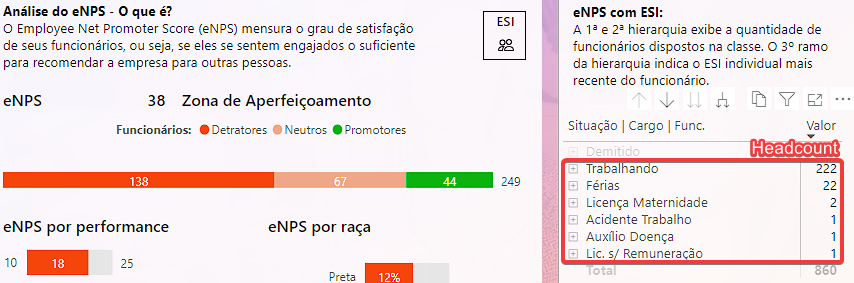 Análise do eNPS - O que é?
O Employee Net Promoter Score (eNPS) mensura o grau de satisfação
de seus funcionários, ou seja, se eles se sentem engajados o suficiente
para recomendar a empresa para outras pessoas.
ESI
eNPS 38 Zona de Aperfeiçoamento
Funcionários: Detratores Neutros Promotores
138 67 44 249
eNPS por performance
10 18 25
eNPS por raça
Preta 12%
eNPS com ESI:
A 1ª e 2ª hierarquia exibe a quantidade de
funcionários dispostos na classe. O 3º ramo
da hierarquia indica o ESI individual mais
recente do funcionário.
Situação | Cargo | Func. Valor
Headcount
Demitido
Trabalhando 222
Férias 22
Licença Maternidade 2
Acidente Trabalho 1
Auxílio Doença 1
Lic. s/ Remuneração 1
Total 860